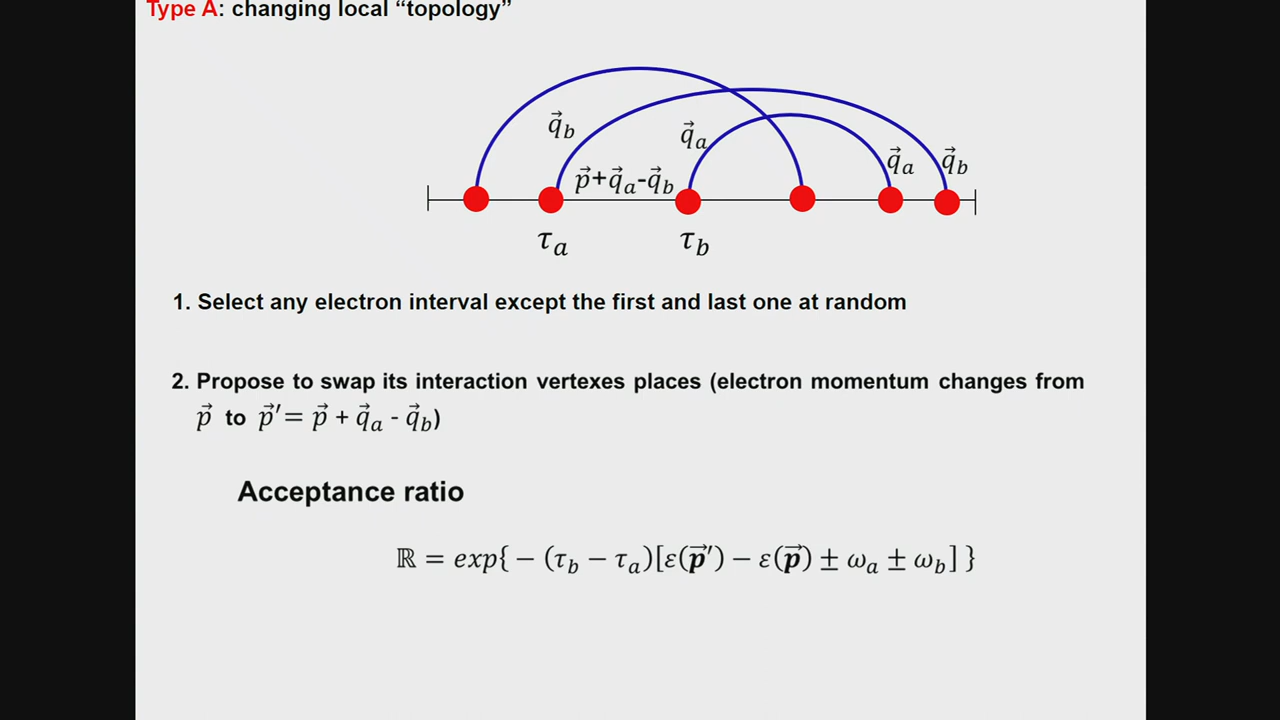 Type A: changing local “topology”
q⃗_b
q⃗_a
q⃗_a
q⃗_b
p⃗+q⃗_a-q⃗_b
τ_a
τ_b
1. Select any electron interval except the first and last one at random
2. Propose to swap its interaction vertexes places (electron momentum changes from
p⃗ to p⃗′= p⃗ + q⃗_a - q⃗_b)
Acceptance ratio
ℝ = exp{ − (τ_b − τ_a)[ε(p⃗′) − ε(p⃗) ± ω_a ± ω_b] }